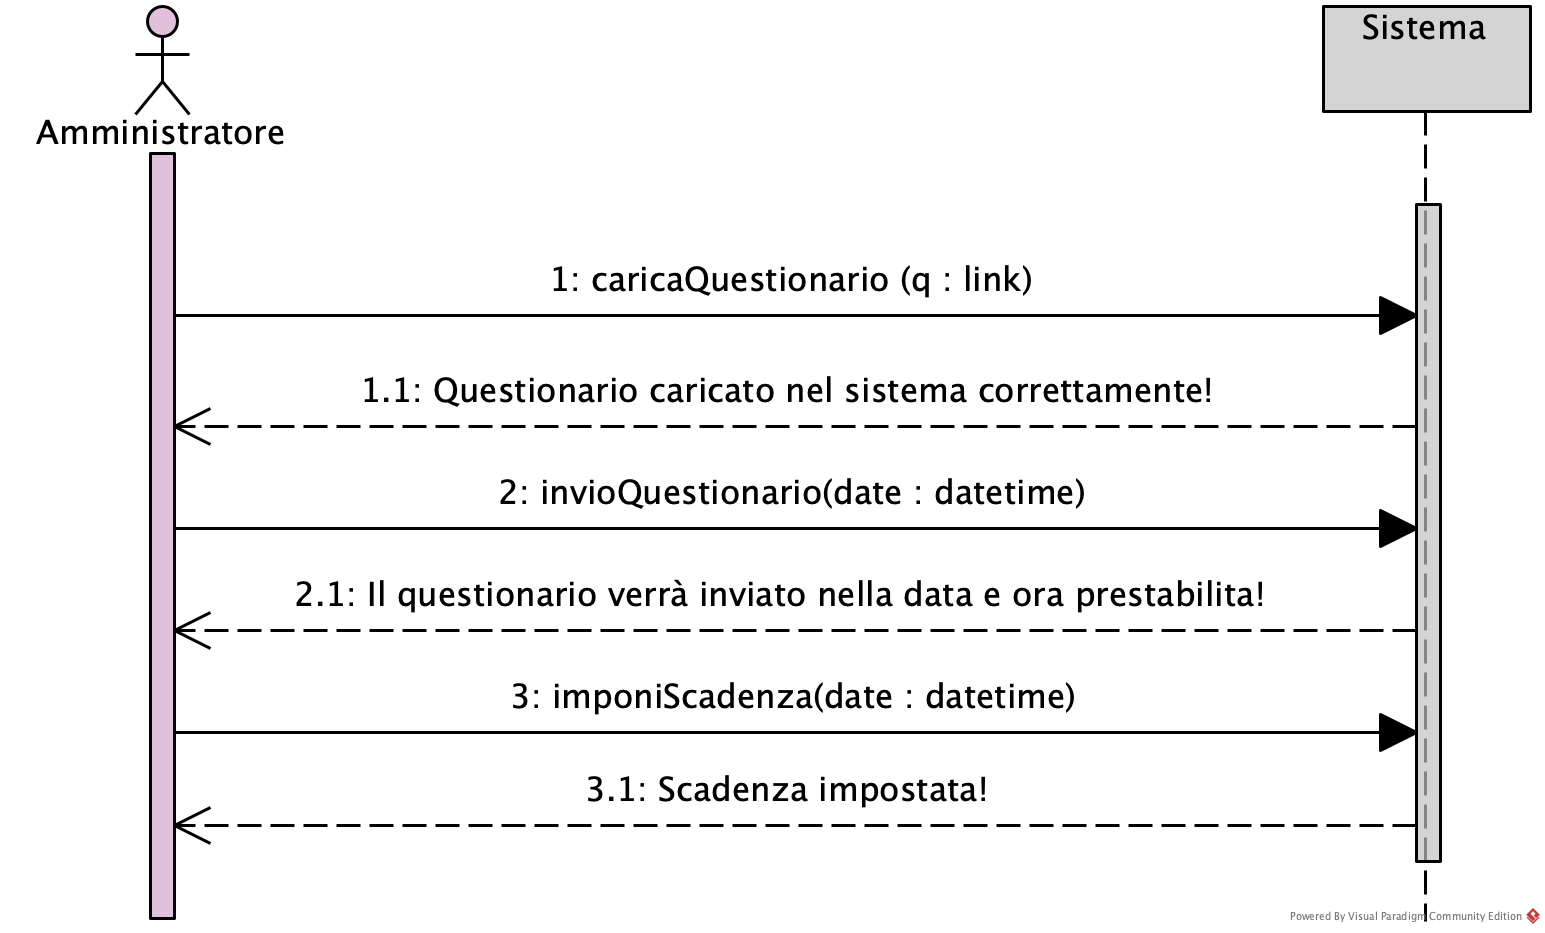 Sistema
Amministratore
1: caricaQuestionario (q : link)
1.1: Questionario caricato nel sistema correttamente!
2: invioQuestionario(date : datetime)
2.1: Il questionario verrà inviato nella data e ora prestabilita!
3: imponiScadenza(date : datetime)
3.1: Scadenza impostata!
Powered By Visual Paradigm Community Edition